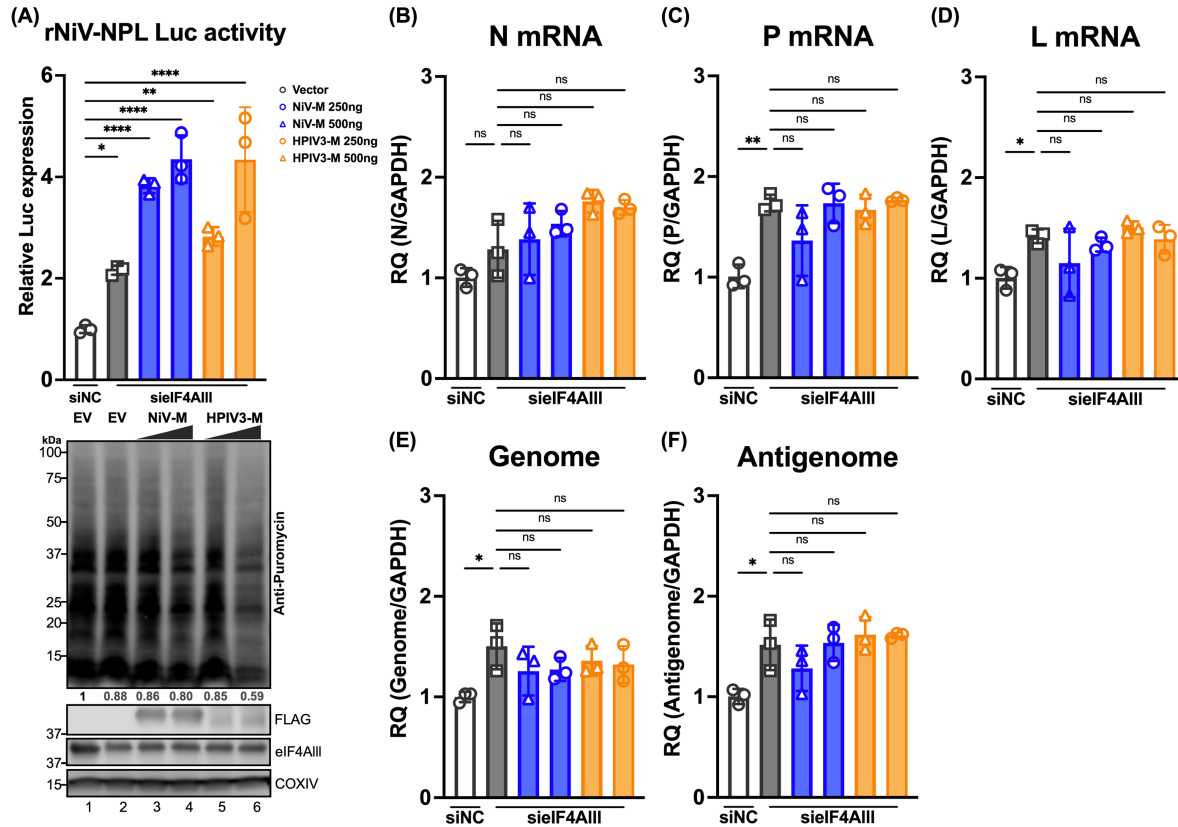 (A)
rNiV-NPL Luc activity
Relative Luc expression
6
4
2
0
****
**
****
****
*
Vector
NiV-M 250ng
NiV-M 500ng
HPIV3-M 250ng
HPIV3-M 500ng
siNC
sieIF4AIII
EV
EV
NiV-M
HPIV3-M
kDa
100
75
50
37
25
20
15
Anti-Puromycin
1
0.88
0.86
0.80
0.85
0.59
37
FLAG
37
eIF4AIII
15
COXIV
1
2
3
4
5
6
(B)
N mRNA
RQ (N/GAPDH)
3
2
1
0
ns
ns
ns
ns
ns
siNC
sieIF4AIII
(C)
P mRNA
RQ (P/GAPDH)
3
2
1
0
ns
ns
ns
**
ns
siNC
sieIF4AIII
(D)
L mRNA
RQ (L/GAPDH)
3
2
1
0
ns
ns
ns
*
ns
siNC
sieIF4AIII
(E)
Genome
RQ (Genome/GAPDH)
3
2
1
0
ns
ns
ns
*
ns
siNC
sieIF4AIII
(F)
Antigenome
RQ (Antigenome/GAPDH)
3
2
1
0
ns
ns
ns
*
ns
siNC
sieIF4AIII